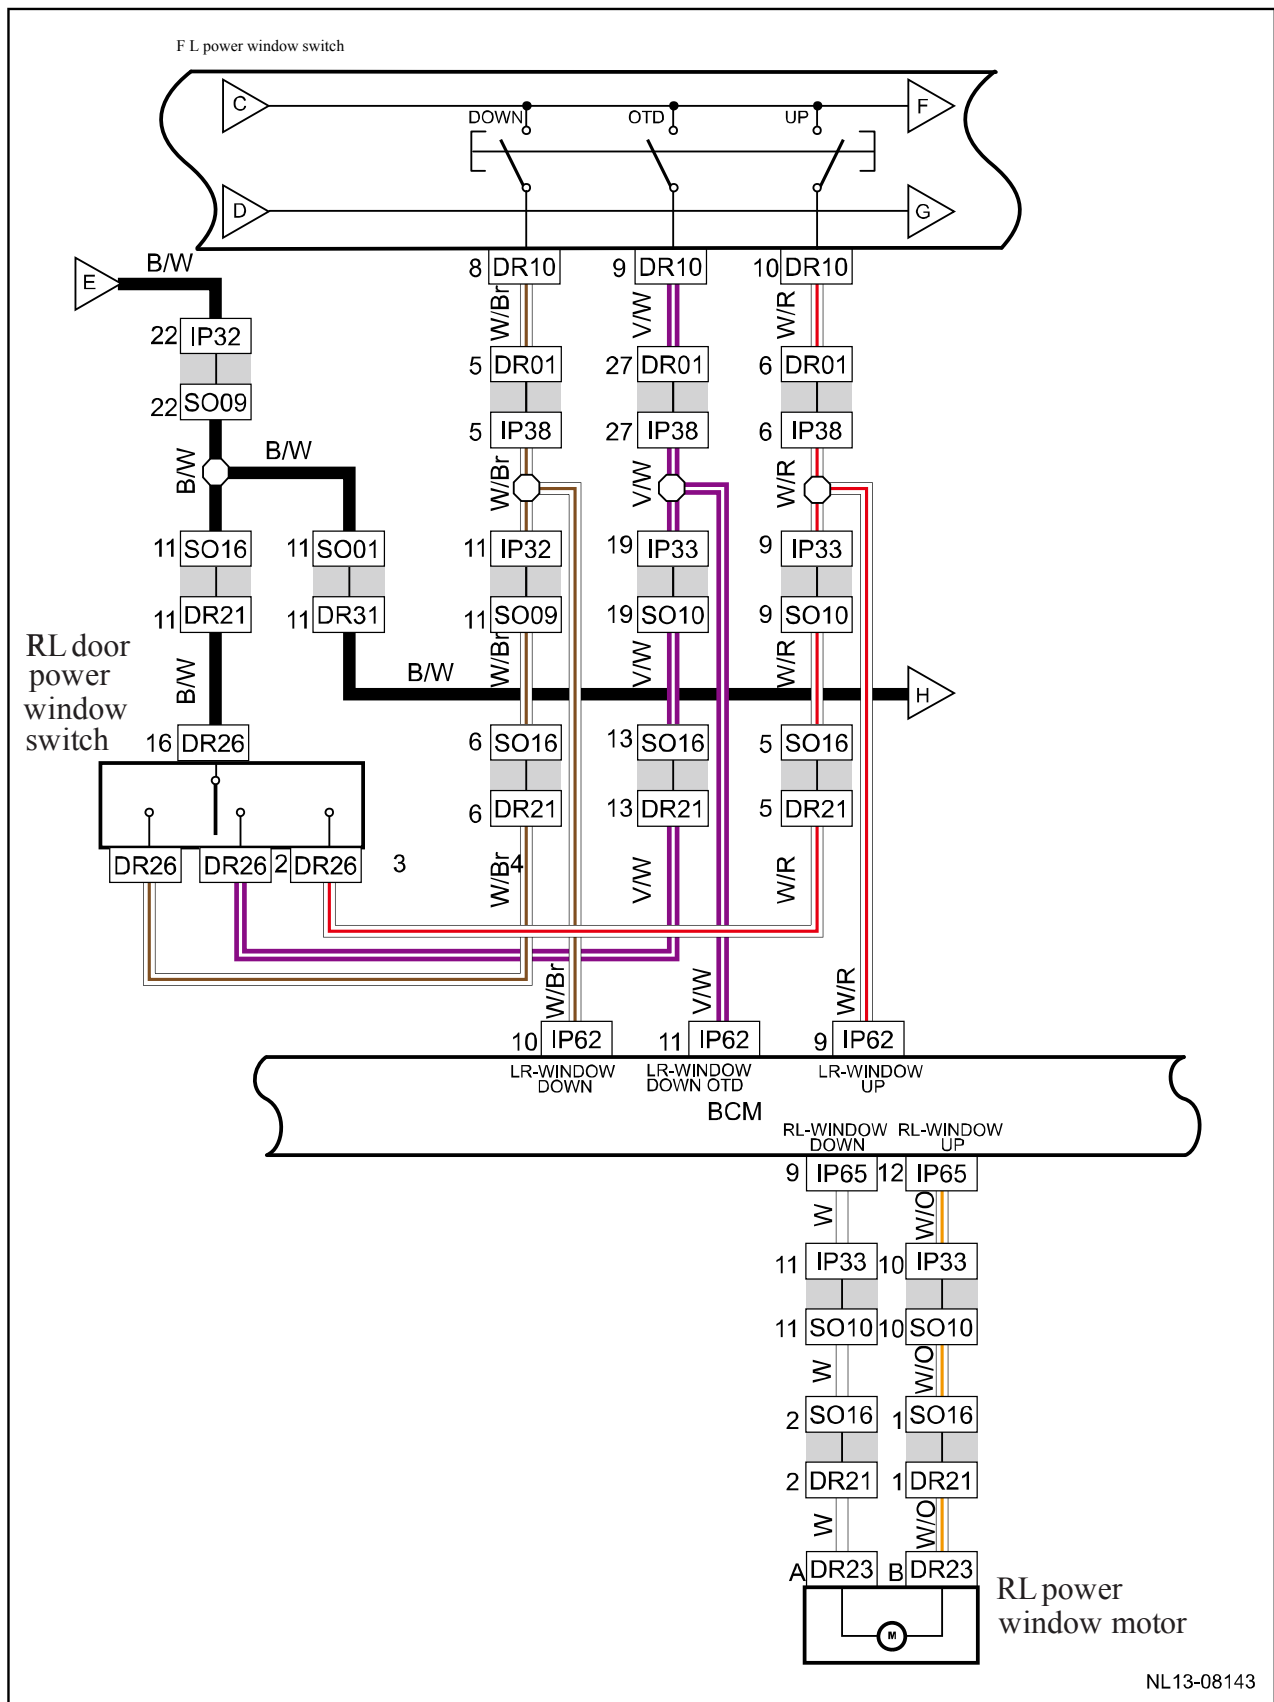 F L power window switch
C
F
DOWN
OTD
UP
D
G
E
B/W
8 DR10
9 DR10
10 DR10
W/Br
V/W
W/R
22 IP32
5 DR01
27 DR01
6 DR01
22 SO09
5 IP38
27 IP38
6 IP38
B/W
B/W
W/Br
V/W
W/R
11 SO16
11 SO01
11 IP32
19 IP33
9 IP33
11 DR21
11 DR31
11 SO09
19 SO10
9 SO10
RL door
power
window
switch
B/W
B/W
W/Br
V/W
W/R
H
16 DR26
6 SO16
13 SO16
5 SO16
6 DR21
13 DR21
5 DR21
DR26
DR26
2
DR26
3
4
W/Br
V/W
W/R
W/Br
V/W
W/R
10 IP62
11 IP62
9 IP62
LR-WINDOW
DOWN
LR-WINDOW
DOWN OTD
LR-WINDOW
UP
BCM
RL-WINDOW
DOWN
RL-WINDOW
UP
9 IP65
12 IP65
W
W/O
11 IP33
10 IP33
11 SO10
10 SO10
W
W/O
2 SO16
1 SO16
2 DR21
1 DR21
W
W/O
A DR23
B DR23
M
RL power
window motor
NL13-08143